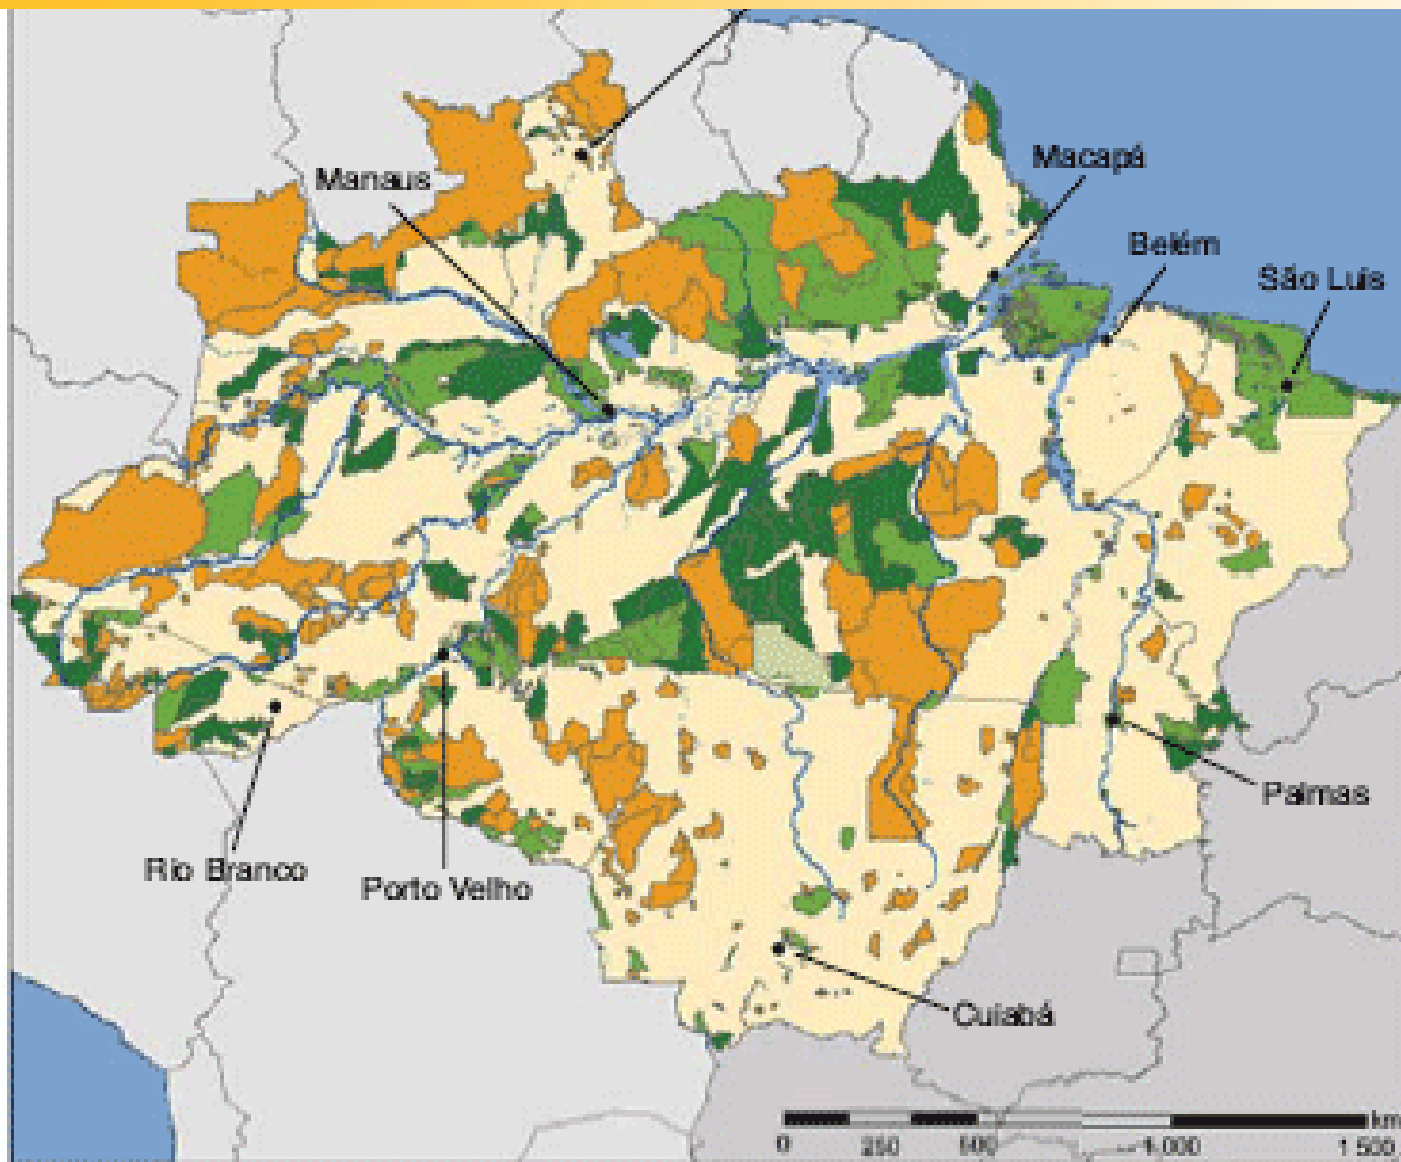 Macapá
Manaus
Belém
São Luís
Palmas
Rio Branco
Porto Velho
Cuiabá
km
0 250 500 1.000 1 500